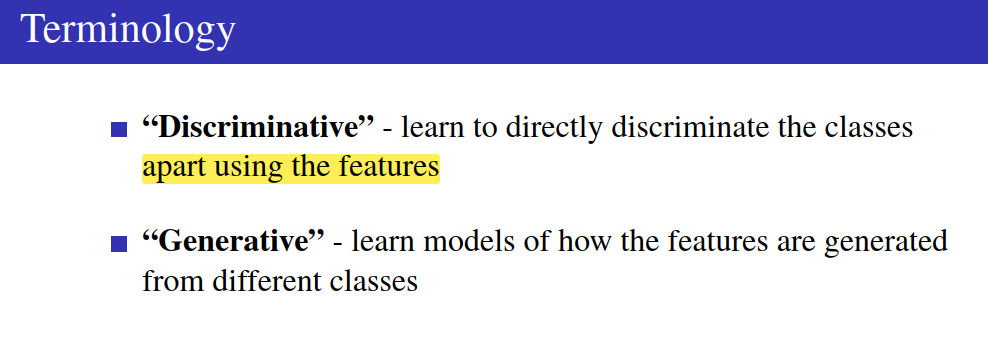 Terminology
“Discriminative” - learn to directly discriminate the classes
apart using the features
“Generative” - learn models of how the features are generated
from different classes